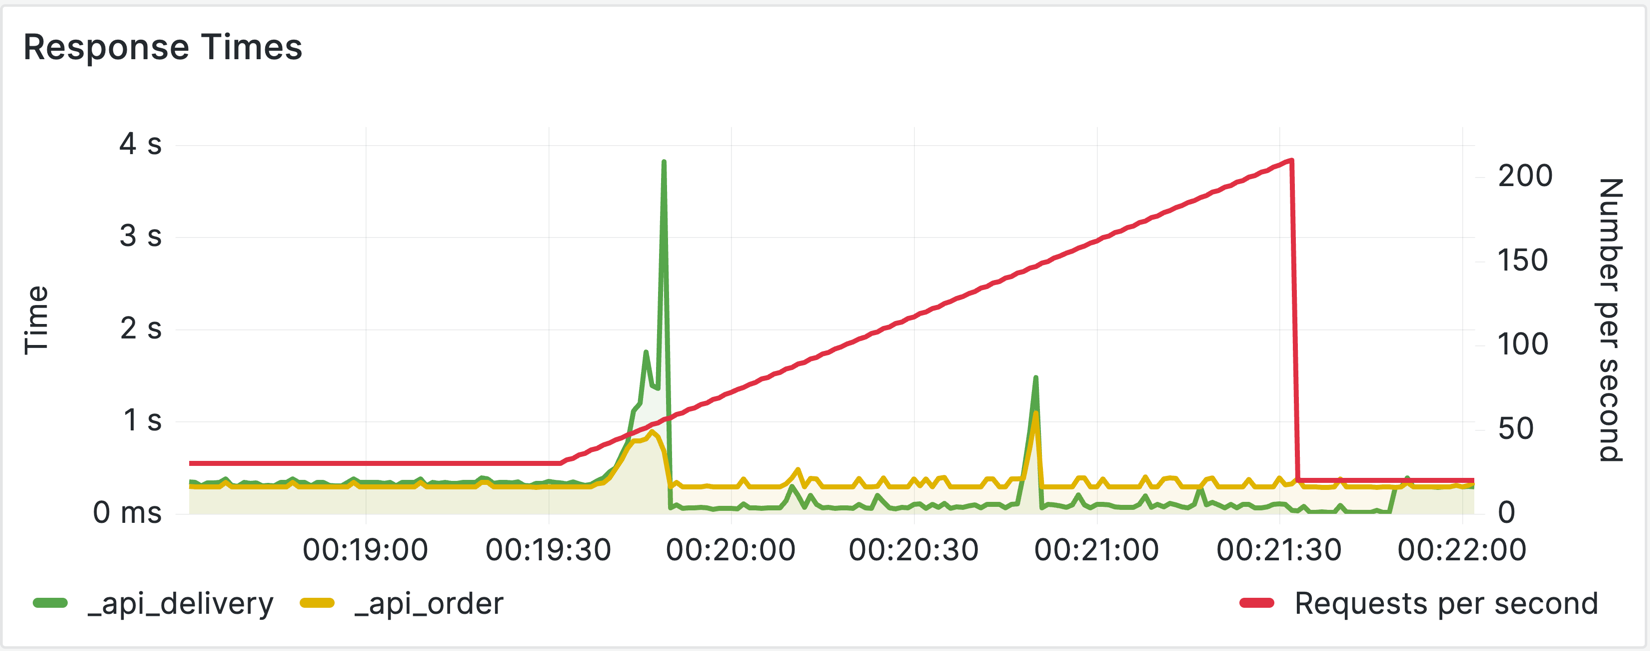 Response Times
4 s
3 s
2 s
1 s
0 ms
Time
200
150
100
50
0
Number per second
00:19:00 00:19:30 00:20:00 00:20:30 00:21:00 00:21:30 00:22:00
_api_delivery _api_order Requests per second